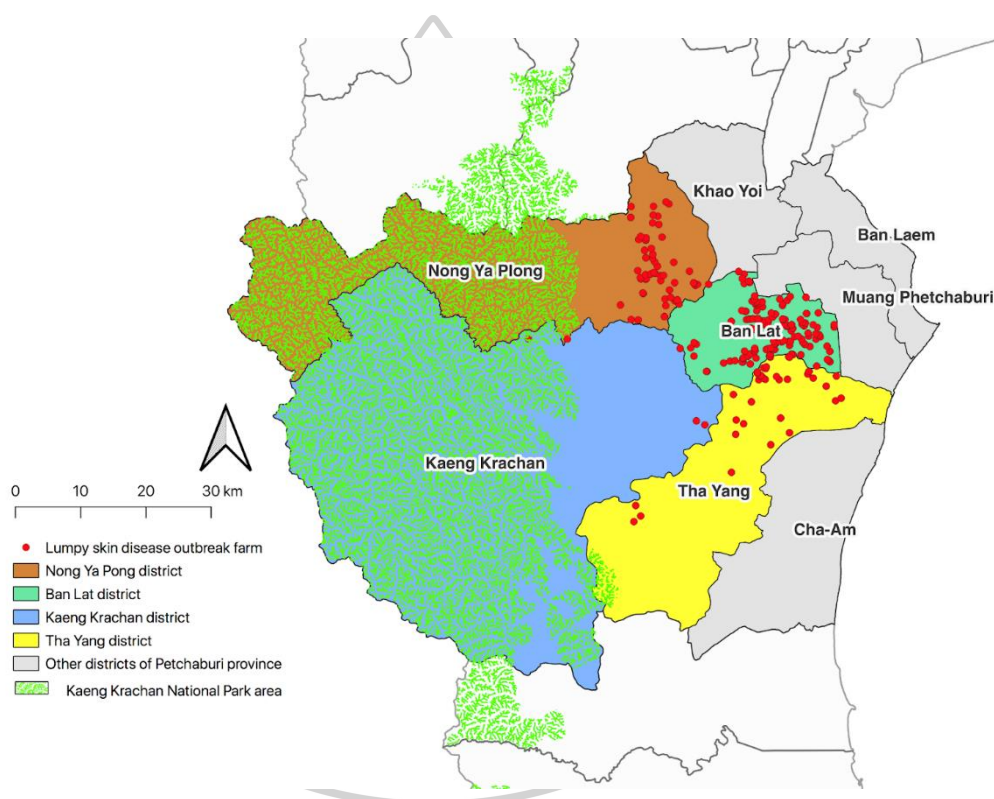 Khao Yoi
Ban Laem
Nong Ya Plong
Muang Phetchaburi
Ban Lat
Kaeng Krachan
Tha Yang
Cha-Am
0 10 20 30 km
Lumpy skin disease outbreak farm
Nong Ya Pong district
Ban Lat district
Kaeng Krachan district
Tha Yang district
Other districts of Petchaburi province
Kaeng Krachan National Park area